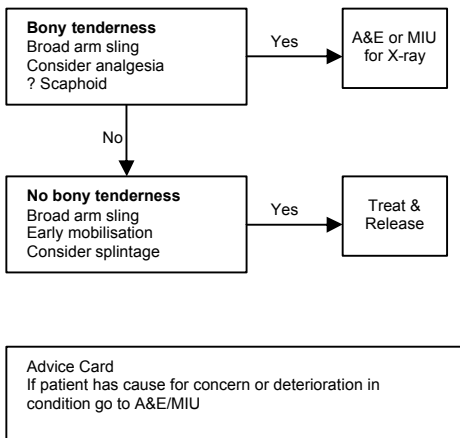 Bony tenderness
Broad arm sling
Consider analgesia
? Scaphoid
Yes
A&E or MIU
for X-ray
No
No bony tenderness
Broad arm sling
Early mobilisation
Consider splintage
Yes
Treat &
Release
Advice Card
If patient has cause for concern or deterioration in
condition go to A&E/MIU